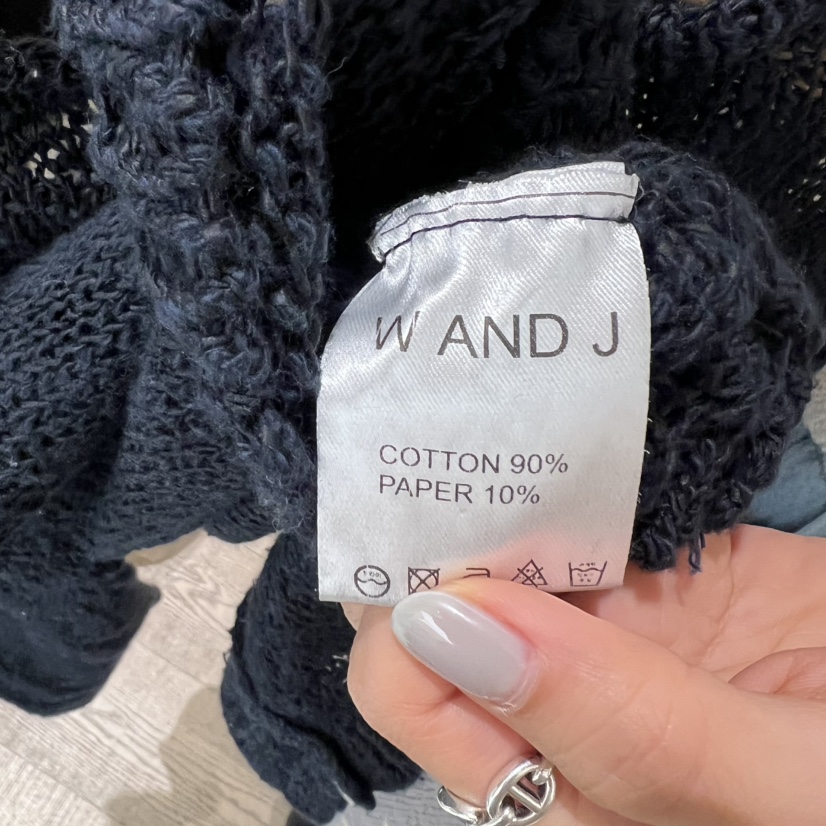 W AND J
COTTON 90%
PAPER 10%